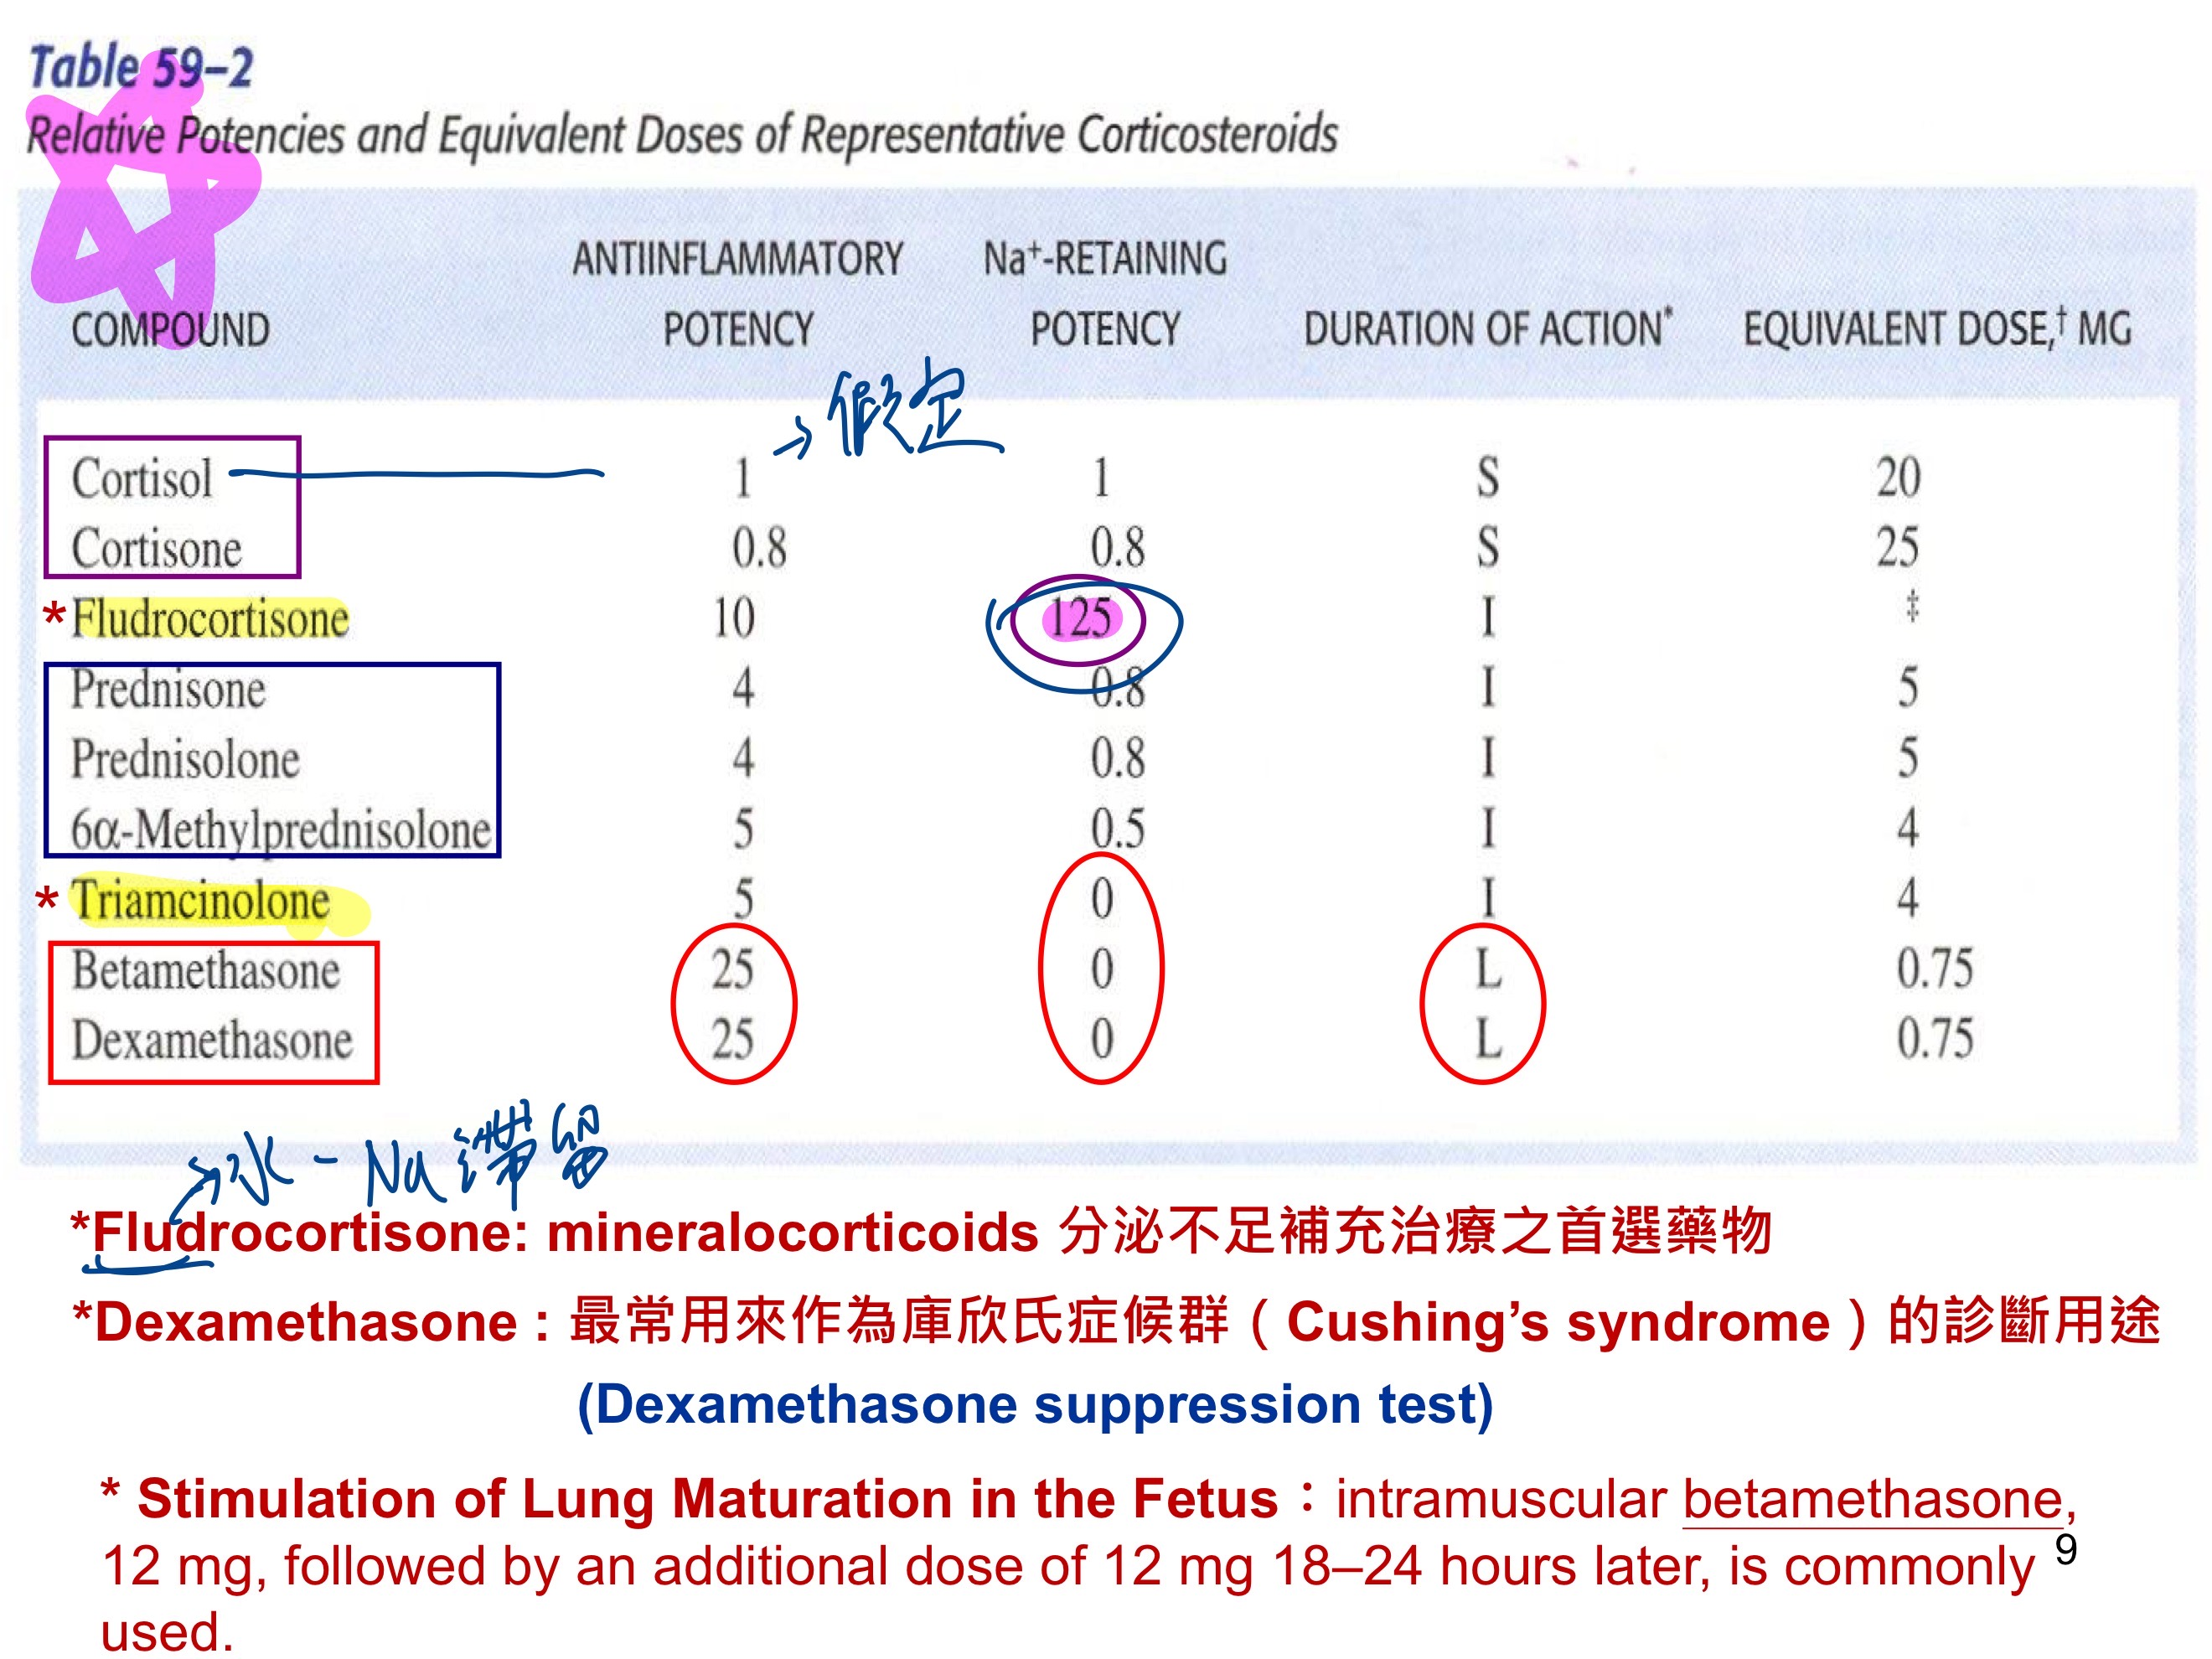 Table 59–2
Relative Potencies and Equivalent Doses of Representative Corticosteroids
COMPOUND ANTIINFLAMMATORY POTENCY Na⁺-RETAINING POTENCY DURATION OF ACTION* EQUIVALENT DOSE,† MG
→假定
Cortisol 1 1 S 20
Cortisone 0.8 0.8 S 25
*Fludrocortisone 10 125 I ‡
Prednisone 4 0.8 I 5
Prednisolone 4 0.8 I 5
6α-Methylprednisolone 5 0.5 I 4
*Triamcinolone 5 0 I 4
Betamethasone 25 0 L 0.75
Dexamethasone 25 0 L 0.75
→水-Na滯留
*Fludrocortisone: mineralocorticoids 分泌不足補充治療之首選藥物
*Dexamethasone : 最常用來作為庫欣氏症候群（Cushing’s syndrome）的診斷用途
(Dexamethasone suppression test)
* Stimulation of Lung Maturation in the Fetus：intramuscular betamethasone,
12 mg, followed by an additional dose of 12 mg 18–24 hours later, is commonly
used.
9